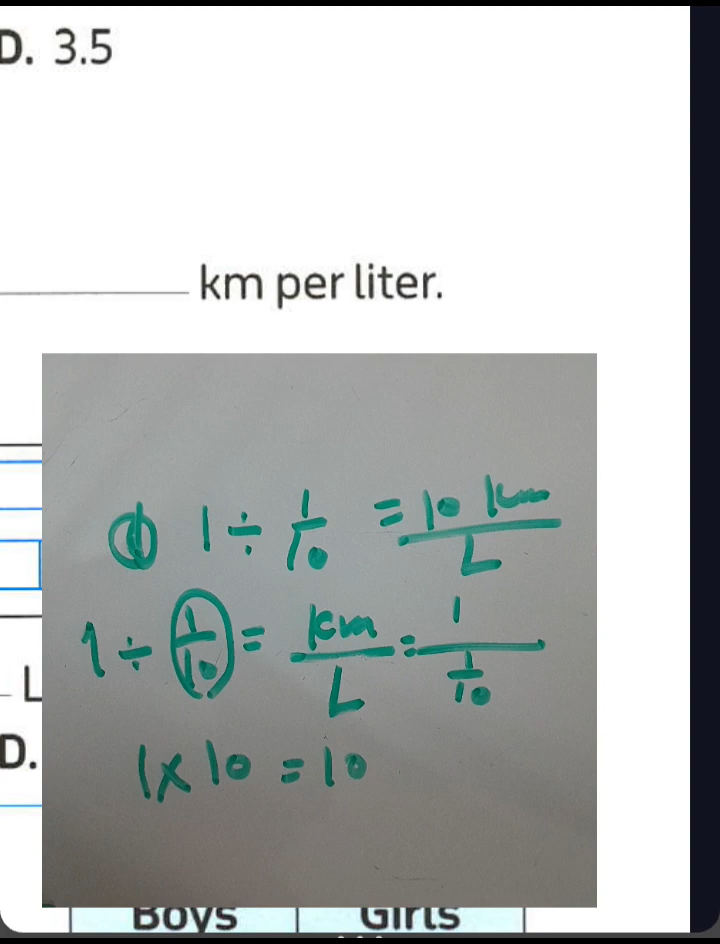 D. 3.5
km per liter.
① 1 ÷ 1/10 = 10 km/L
1 ÷ 1/10 = km/L = 1/(1/10)
1 x 10 = 10
L
D.
Boys Girls